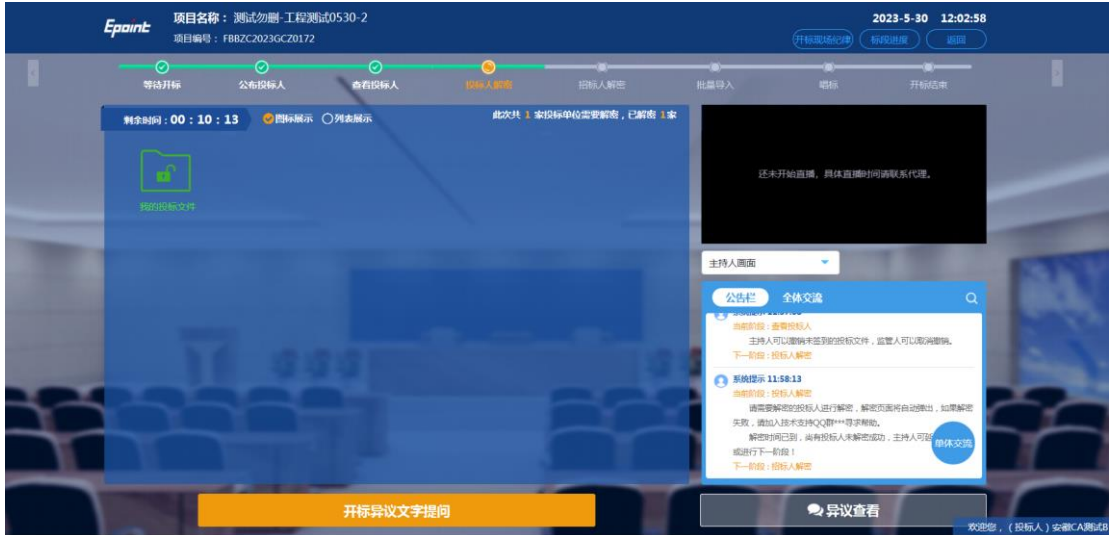 Epoint
项目名称：测试勿删-工程测试0530-2
项目编号：FBBZC2023GCZ0172
2023-5-30 12:02:58
开标现场纪律 标段进度 返回
等待开标 公布投标人 查看投标人 投标人解密 招标人解密 批量导入 唱标 开标结束
剩余时间：00：10：13 图标展示 列表展示 此次共 1 家投标单位需要解密，已解密 1家
我的投标文件
还未开始直播，具体直播时间请联系代理。
主持人画面
公告栏 全体交流
当前阶段：查看投标人
主持人可以撤销未签到的投标文件，监管人可以取消撤销。
下一阶段：投标人解密
系统提示 11:58:13
当前阶段：投标人解密
请需要解密的投标人进行解密，解密页面将自动弹出，如果解密
失败，请加入技术支持QQ群***寻求帮助。
解密时间已到，尚有投标人未解密成功，主持人可延
或进行下一阶段！
下一阶段：招标人解密
单体交流
开标异议文字提问
异议查看
欢迎您，（投标人）安徽CA测试B